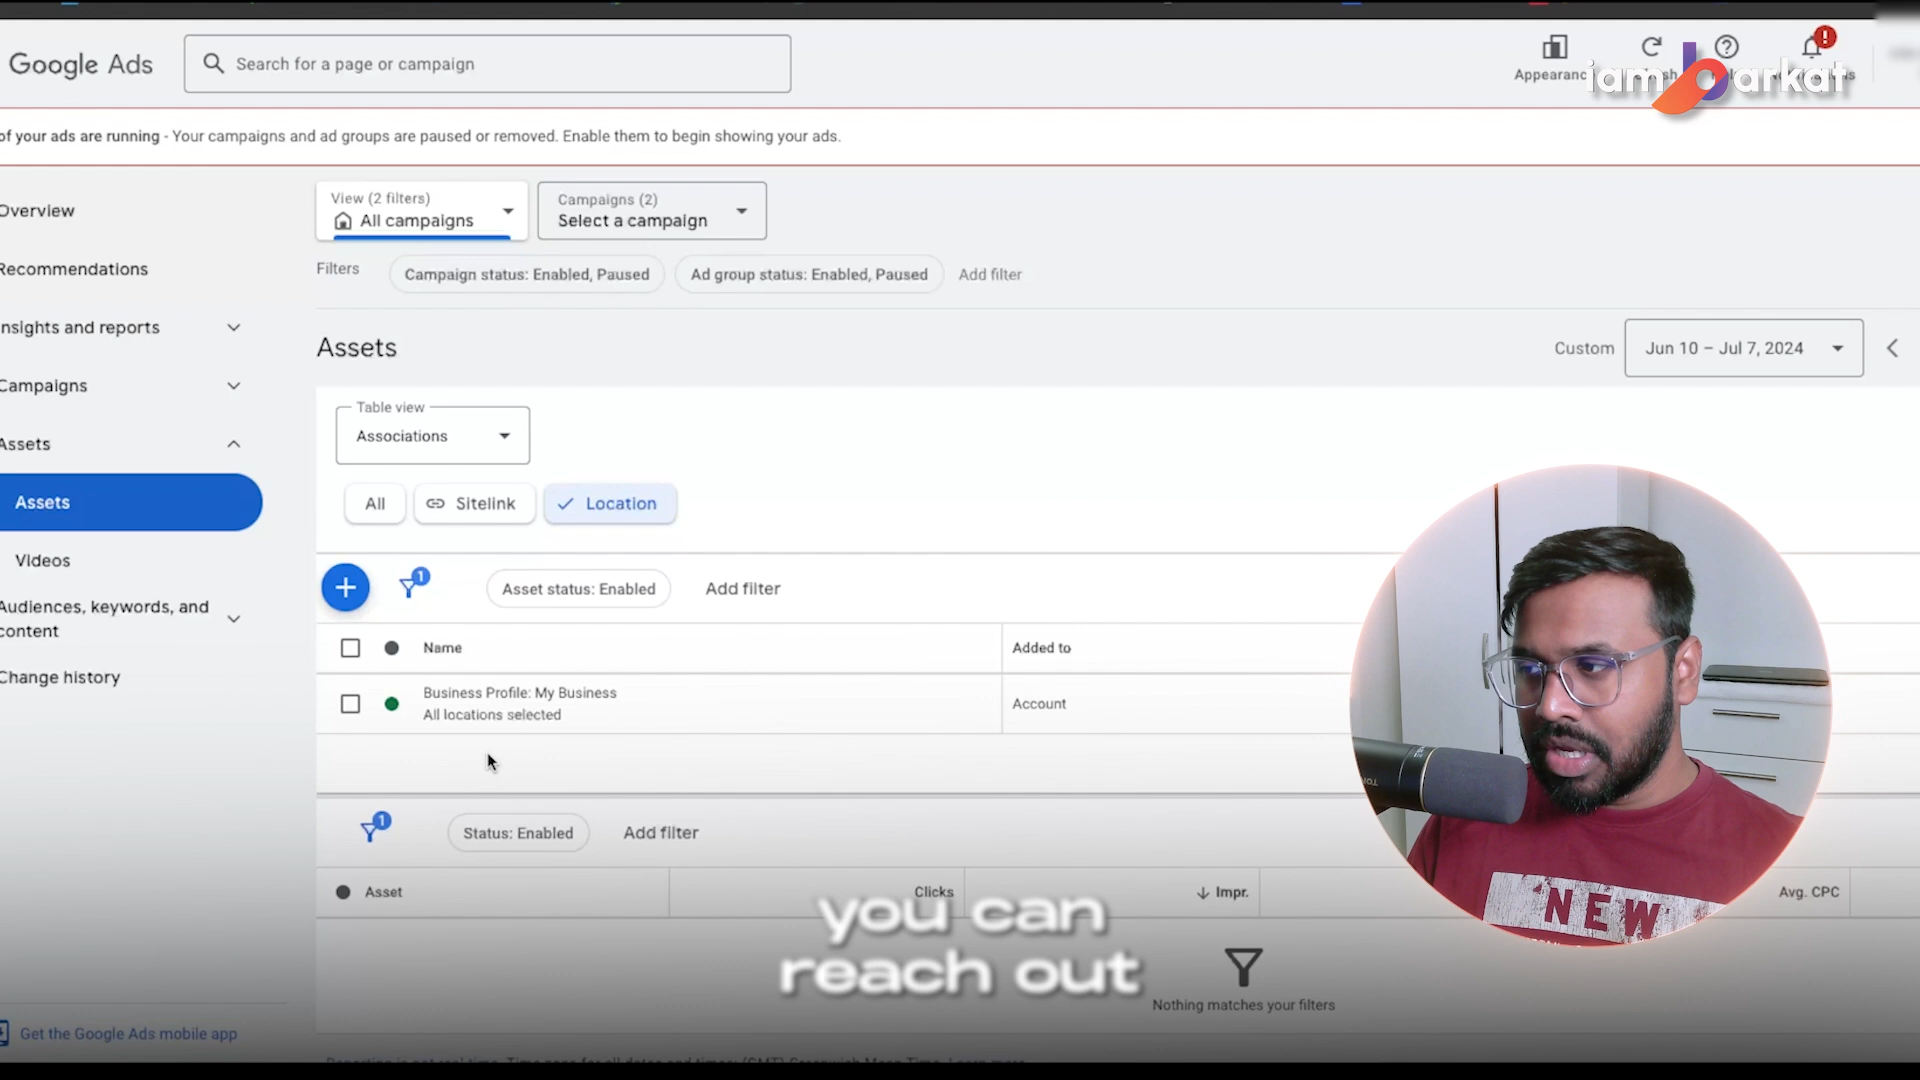 Google Ads
Search for a page or campaign
Appearanc
iambarkat
of your ads are running - Your campaigns and ad groups are paused or removed. Enable them to begin showing your ads.
Overview
Recommendations
Insights and reports
Campaigns
Assets
Assets
Videos
Audiences, keywords, and
content
Change history
Get the Google Ads mobile app
View (2 filters)
All campaigns
Campaigns (2)
Select a campaign
Filters
Campaign status: Enabled, Paused
Ad group status: Enabled, Paused
Add filter
Assets
Custom
Jun 10 – Jul 7, 2024
Table view
Associations
All
Sitelink
Location
1
Asset status: Enabled
Add filter
Name
Added to
Business Profile: My Business
All locations selected
Account
1
Status: Enabled
Add filter
Asset
Clicks
Impr.
Avg. CPC
you can
reach out
Nothing matches your filters
NEW